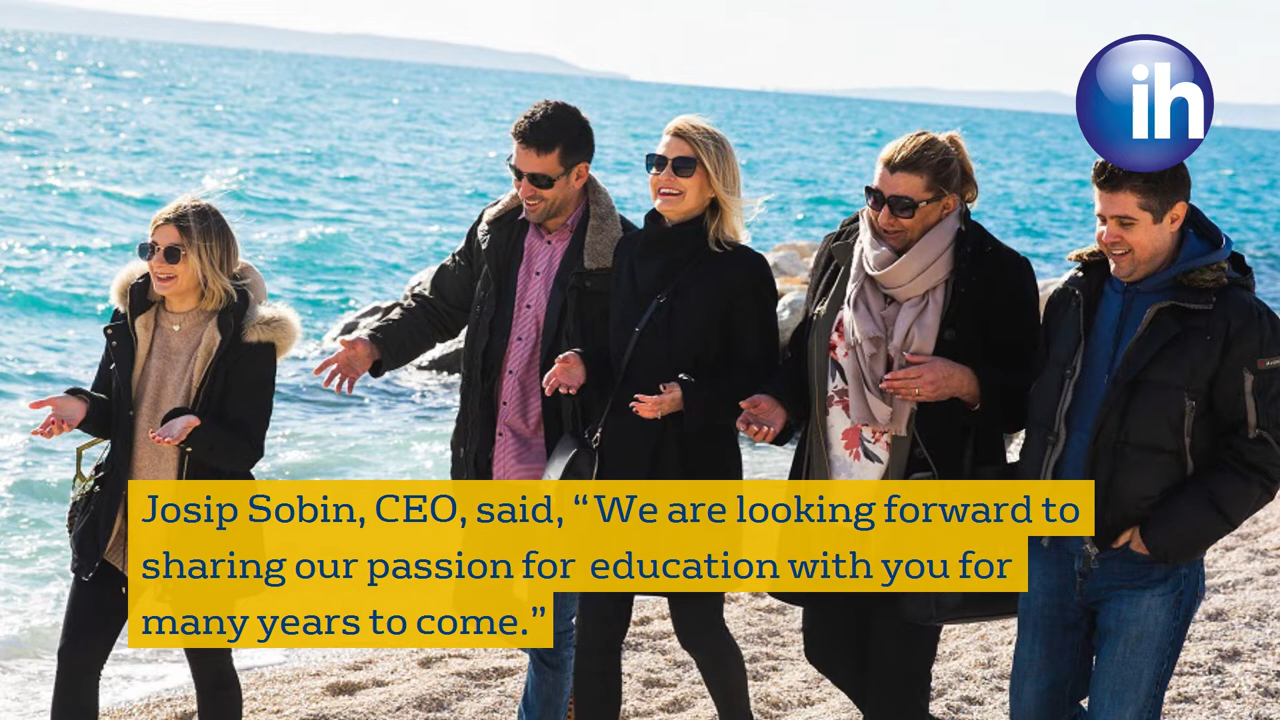 ih
Josip Sobin, CEO, said, “We are looking forward to
sharing our passion for education with you for
many years to come.”